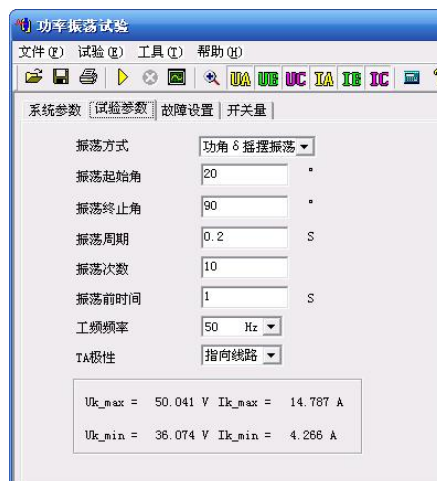 功率振荡试验
文件(F) 试验(E) 工具(T) 帮助(H)
UA UB UC IA IB IC
系统参数 试验参数 故障设置 开关量
振荡方式 功角δ摇摆振荡
振荡起始角 20 °
振荡终止角 90 °
振荡周期 0.2 S
振荡次数 10
振荡前时间 1 S
工频频率 50 Hz
TA极性 指向线路
Uk_max = 50.041 V Ik_max = 14.787 A
Uk_min = 36.074 V Ik_min = 4.266 A